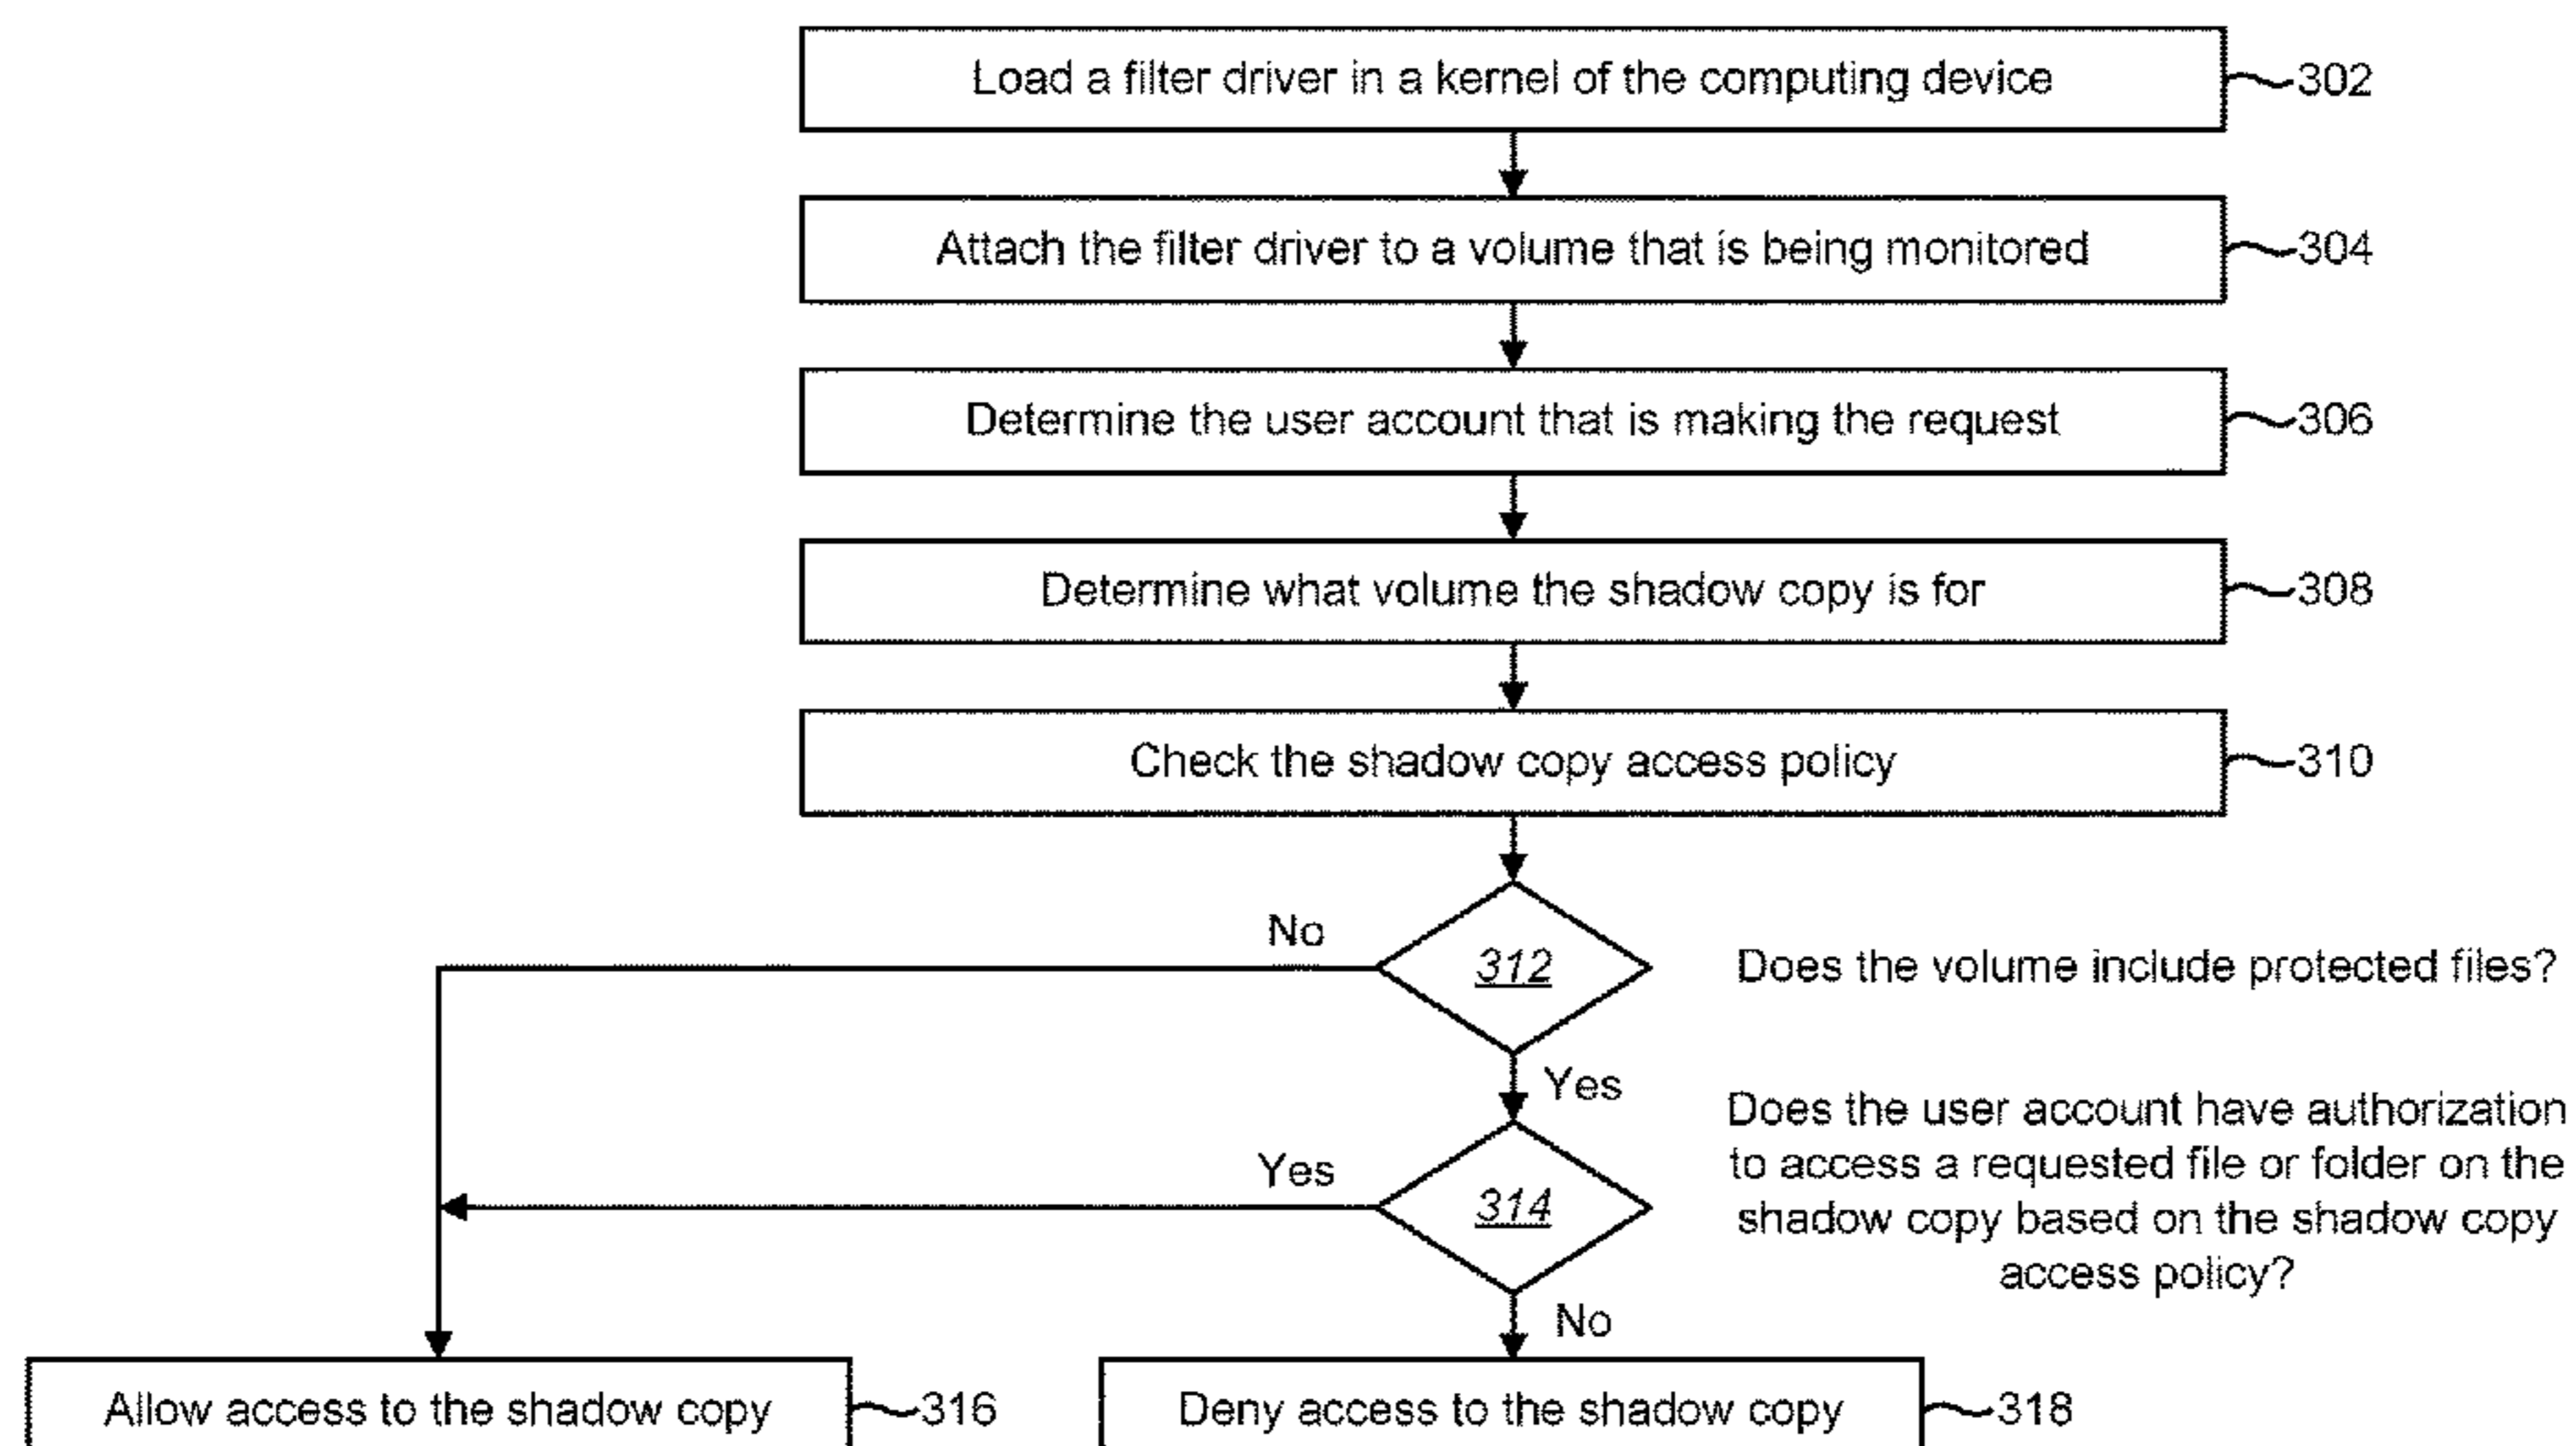 Load a filter driver in a kernel of the computing device
302
Attach the filter driver to a volume that is being monitored
304
Determine the user account that is making the request
306
Determine what volume the shadow copy is for
308
Check the shadow copy access policy
310
No
312
Does the volume include protected files?
Yes
Does the user account have authorization
to access a requested file or folder on the
shadow copy based on the shadow copy
access policy?
Yes
314
No
Allow access to the shadow copy
316
Deny access to the shadow copy
318